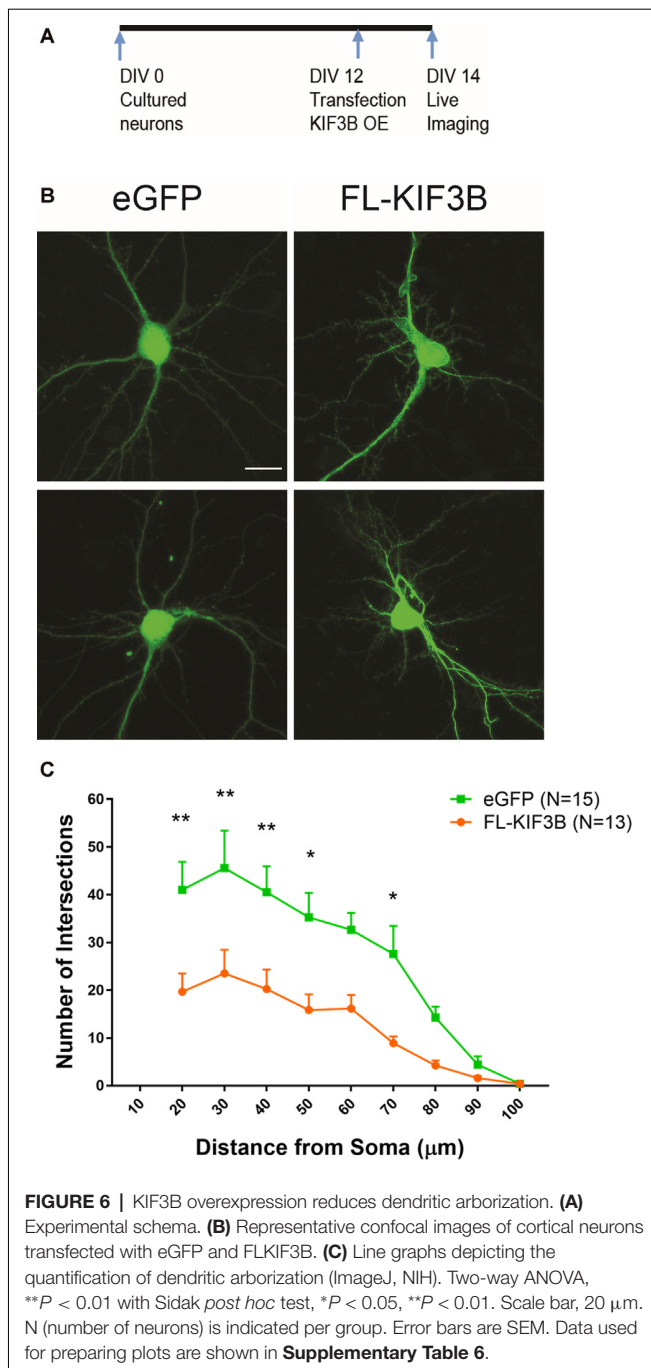 A
DIV 0
Cultured
neurons
DIV 12
Transfection
KIF3B OE
DIV 14
Live
Imaging
B
eGFP
FL-KIF3B
C
Number of Intersections
60
50
40
30
20
10
0
** ** ** * *
eGFP (N=15)
FL-KIF3B (N=13)
10 20 30 40 50 60 70 80 90 100
Distance from Soma (μm)
FIGURE 6 | KIF3B overexpression reduces dendritic arborization. (A)
Experimental schema. (B) Representative confocal images of cortical neurons
transfected with eGFP and FLKIF3B. (C) Line graphs depicting the
quantification of dendritic arborization (ImageJ, NIH). Two-way ANOVA,
**P < 0.01 with Sidak post hoc test, *P < 0.05, **P < 0.01. Scale bar, 20 μm.
N (number of neurons) is indicated per group. Error bars are SEM. Data used
for preparing plots are shown in Supplementary Table 6.